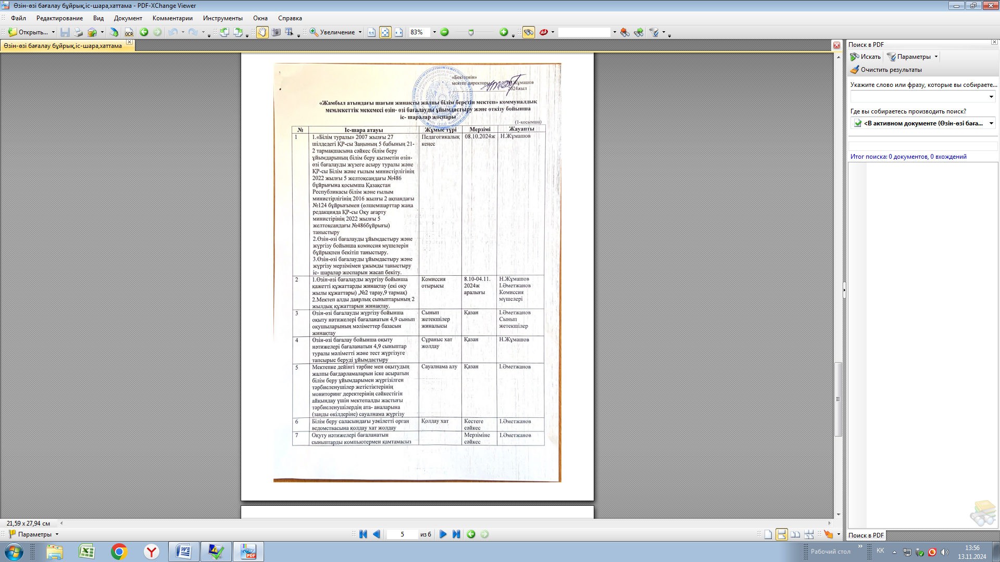 Өзін-өзі бағалау бұйрық,іс-шара,хаттама - PDF-XChange Viewer
Файл Редактирование Вид Документ Комментарии Инструменты Окна Справка
Открыть... OCR Увеличение 83% Ask
Өзін-өзі бағалау бұйрық,іс-шара,хаттама
«Бекітемін»
мектеп директоры Н.Жұмашов
2024жыл
«Жамбыл атындағы шағын жинақты жалпы білім беретін мектеп» коммуналдық
мемлекеттік мекемесі өзін- өзі бағалауды ұйымдастыру және өткізу бойынша
іс- шаралар жоспары
(1-қосымша)
№ Іс-шара атауы Жұмыс түрі Мерзімі Жауапты
1 1.«Білім туралы» 2007 жылғы 27 Педагогикалық 08.10.2024ж Н.Жұмашов
шілдедегі ҚР-сы Заңының 5 бабының 21- кеңес
2 тармақшасына сәйкес білім беру
ұйымдарының білім беру қызметін өзін-
өзі бағалауды жүзеге асыру туралы және
ҚР-сы Білім және ғылым министірлігінің
2022 жылғы 5 желтоқсандағы №486
бұйрығына қосымша Қазақстан
Республикасы білім және ғылым
министірлігінің 2016 жылғы 2 ақпандағы
№124 бұйрығымен (өлшемшарттар жаңа
редакцияда ҚР-сы Оқу ағарту
министірінің 2022 жылғы 5
желтоқсандағы №486бұйрығы)
таныстыру
2.Өзін-өзі бағалауды ұйымдастыру және
жүргізу бойынша комиссия мүшелерін
бұйрықпен бекітіп таныстыру.
3.Өзін-өзі бағалауды ұйымдастыру және
жүргізу мерзімімен ұжымды таныстыру
іс- шаралар жоспарын жасап бекіту.
2 1.Өзін-өзі бағалауды жүргізу бойынша Комиссия 8.10-04.11. Н.Жұмашов
қажетті құжаттарды жинақтау (екі оқу отырысы 2024ж І.Әметжанов
жылы құжаттары) ,№2 тарау,9 тармақ) аралығы Комиссия
2.Мектеп алды даярлық сыныптарының 2 мүшелері
жылдық құжаттарын жинақтау.
3 Өзін-өзі бағалауды жүргізу бойынша Сынып Қазан І.Әметжанов
оқыту нәтижелері бағаланатын 4,9 сынып жетекшілер Сынып
оқушыларының мәліметтер базасын жиналысы жетекшілер
жинақтау
4 Өзін-өзі бағалау бойынша оқыту Сұраныс хат Қазан Н.Жұмашов
нәтижелері бағаланатын 4,9 сыныптар жолдау
туралы мәліметті және тест жүргізуге
тапсырыс беруді ұйымдастыру
5 Мектепке дейінгі тәрбие мен оқытудың Сауалнама алу Қазан І.Әметжанов
жалпы бағдарламаларын іске асыратын
білім беру ұйымдарымен жүргізілген
тәрбиеленушілер жетістіктерінің
мониторинг деректерінің сәйкестігін
айқындау үшін мектепалды жастығы
тәрбиеленушілердің ата- аналарына
(заңды өкілдеріне) сауалнама жүргізу
6 Білім беру саласындағы уәкілетті орган Қолдау хат Кестеге І.Әметжанов
ведомствасына қолдау хат жолдау сәйкес
7 Оқуту нәтижелері бағаланатын Мерзіміне І.Әметжанов
сыныптарды компьютермен қамтамасыз сәйкес
Поиск в PDF
Искать Параметры
Очистить результаты
Укажите слово или фразу, которые вы собираете...
Где вы собираетесь производить поиск?
<В активном документе (Өзін-өзі баға...
Итог поиска: 0 документов, 0 вхождений
21,59 x 27,94 см
Параметры 5 из 6 Поиск в PDF
Рабочий стол » KK 13:56
13.11.2024